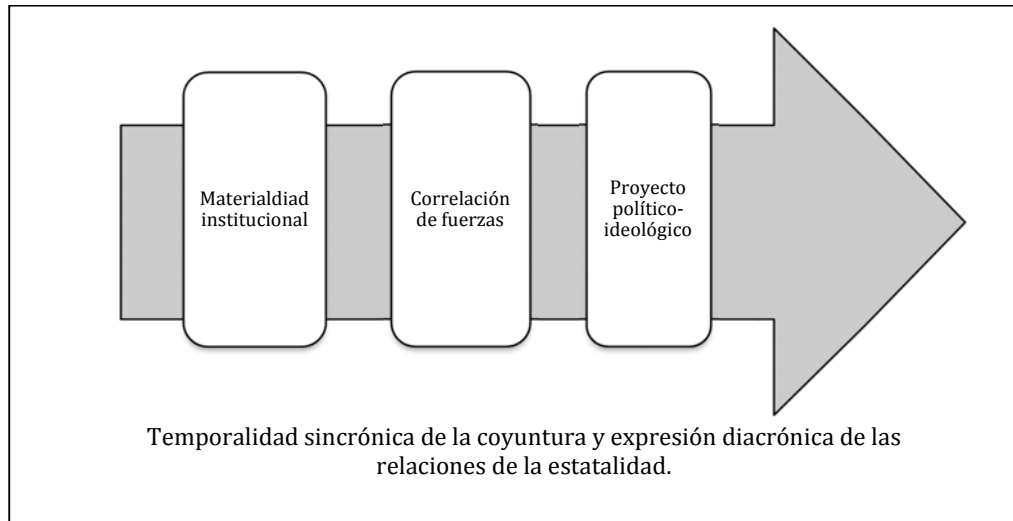 Materialdiad
institucional
Correlación
de fuerzas
Proyecto
político-
ideológico
Temporalidad sincrónica de la coyuntura y expresión diacrónica de las
relaciones de la estatalidad.